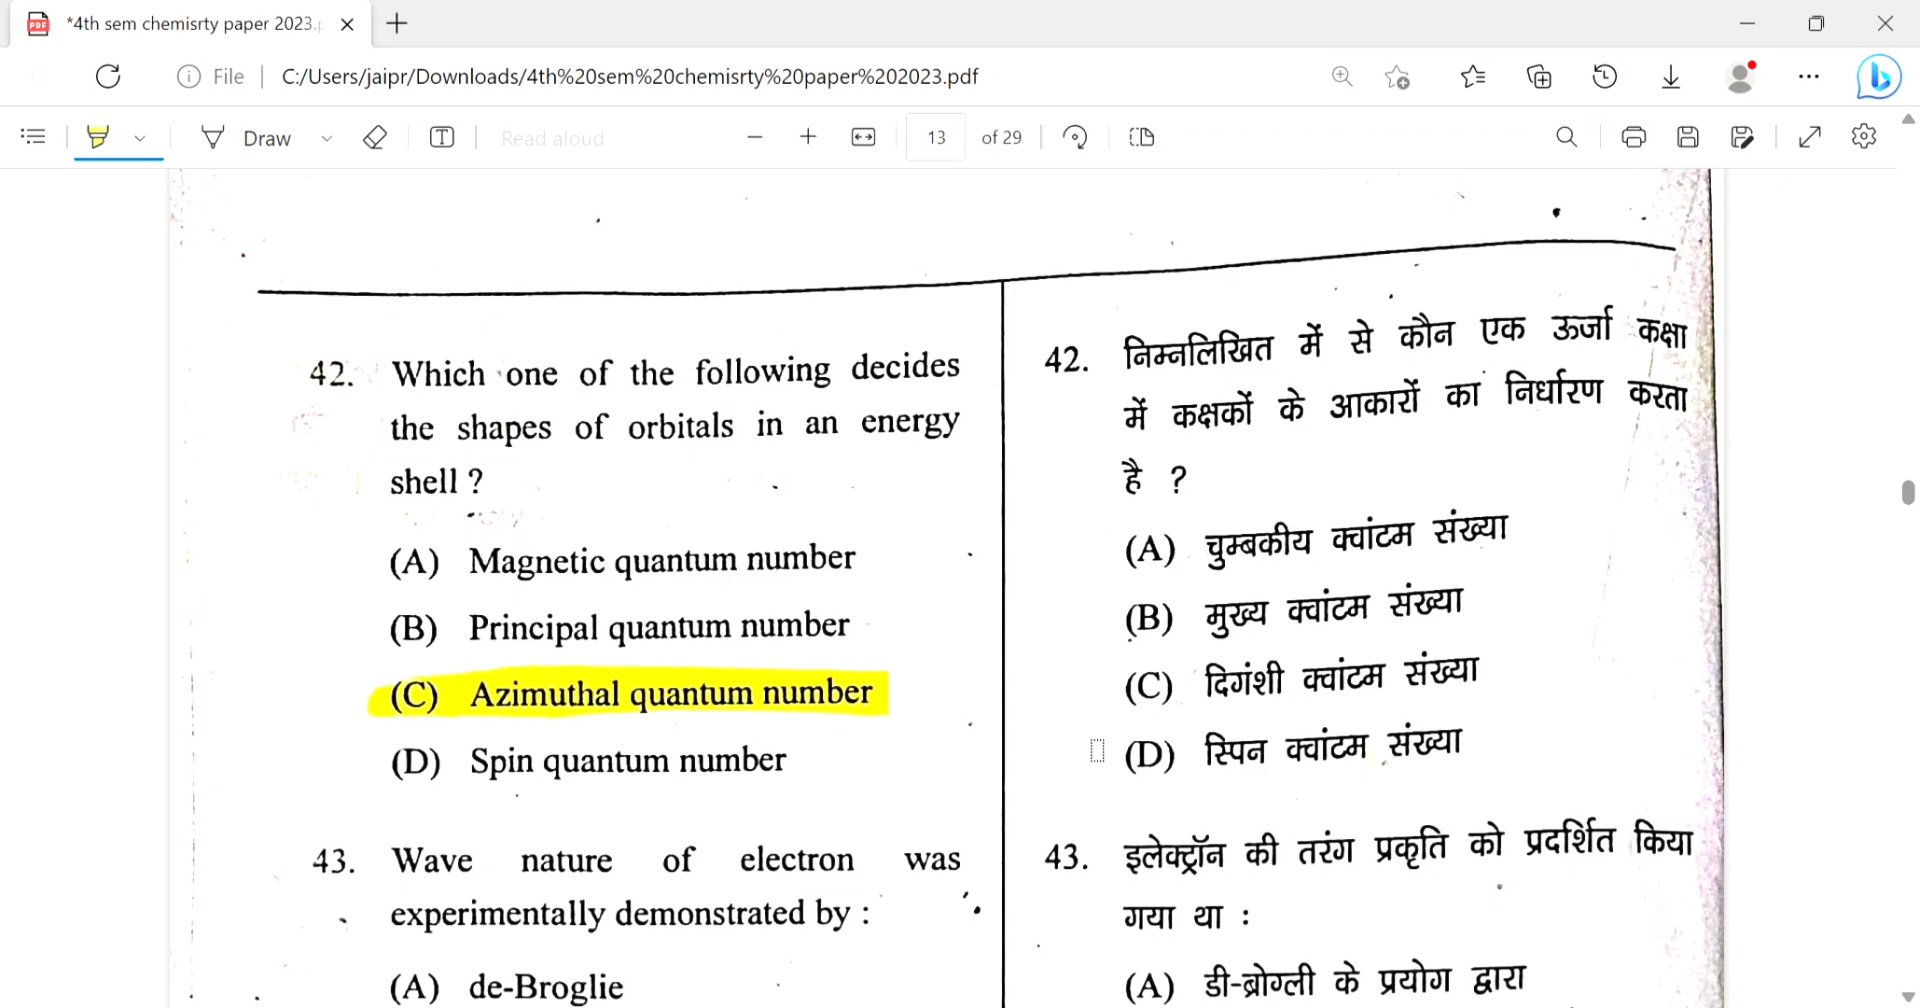 *4th sem chemisrty paper 2023.p
File
C:/Users/jaipr/Downloads/4th%20sem%20chemisrty%20paper%202023.pdf
Draw
Read aloud
13 of 29
42. Which one of the following decides
the shapes of orbitals in an energy
shell ?
(A) Magnetic quantum number
(B) Principal quantum number
(C) Azimuthal quantum number
(D) Spin quantum number
43. Wave nature of electron was
experimentally demonstrated by :
(A) de-Broglie
42. निम्नलिखित में से कौन एक ऊर्जा कक्षा
में कक्षकों के आकारों का निर्धारण करता
है ?
(A) चुम्बकीय क्वांटम संख्या
(B) मुख्य क्वांटम संख्या
(C) दिगंशी क्वांटम संख्या
(D) स्पिन क्वांटम संख्या
43. इलेक्ट्रॉन की तरंग प्रकृति को प्रदर्शित किया
गया था :
(A) डी-ब्रोग्ली के प्रयोग द्वारा